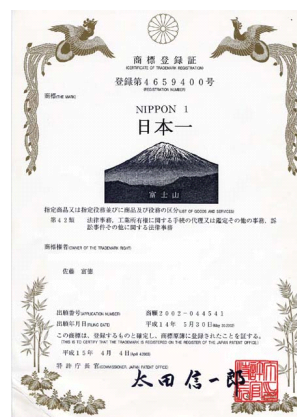 商標登録証
(CERTIFICATE OF TRADEMARK REGISTRATION)
登録第4659400号
(REGISTRATION NUMBER)
商標(THE MARK)
NIPPON 1
日本一
富士山
指定商品又は指定役務並びに商品及び役務の区分(LIST OF GOODS AND SERVICES)
第42類 法律事務、工業所有権に関する手続の代理又は鑑定その他の事務、訴
訟事件その他に関する法律事務
商標権者(OWNER OF THE TRADEMARK RIGHT)
佐藤 富徳
出願番号(APPLICATION NUMBER) 商願2002-044541
出願年月日(FILING DATE) 平成14年 5月30日(May 30,2002)
この商標は、登録するものと確定し、商標原簿に登録されたことを証する。
(THIS IS TO CERTIFY THAT THE TRADEMARK IS REGISTERED ON THE REGISTER OF THE JAPAN PATENT OFFICE.)
平成15年 4月 4日(April 4,2003)
特許庁長官(COMMISSIONER, JAPAN PATENT OFFICE)
太田信一郎